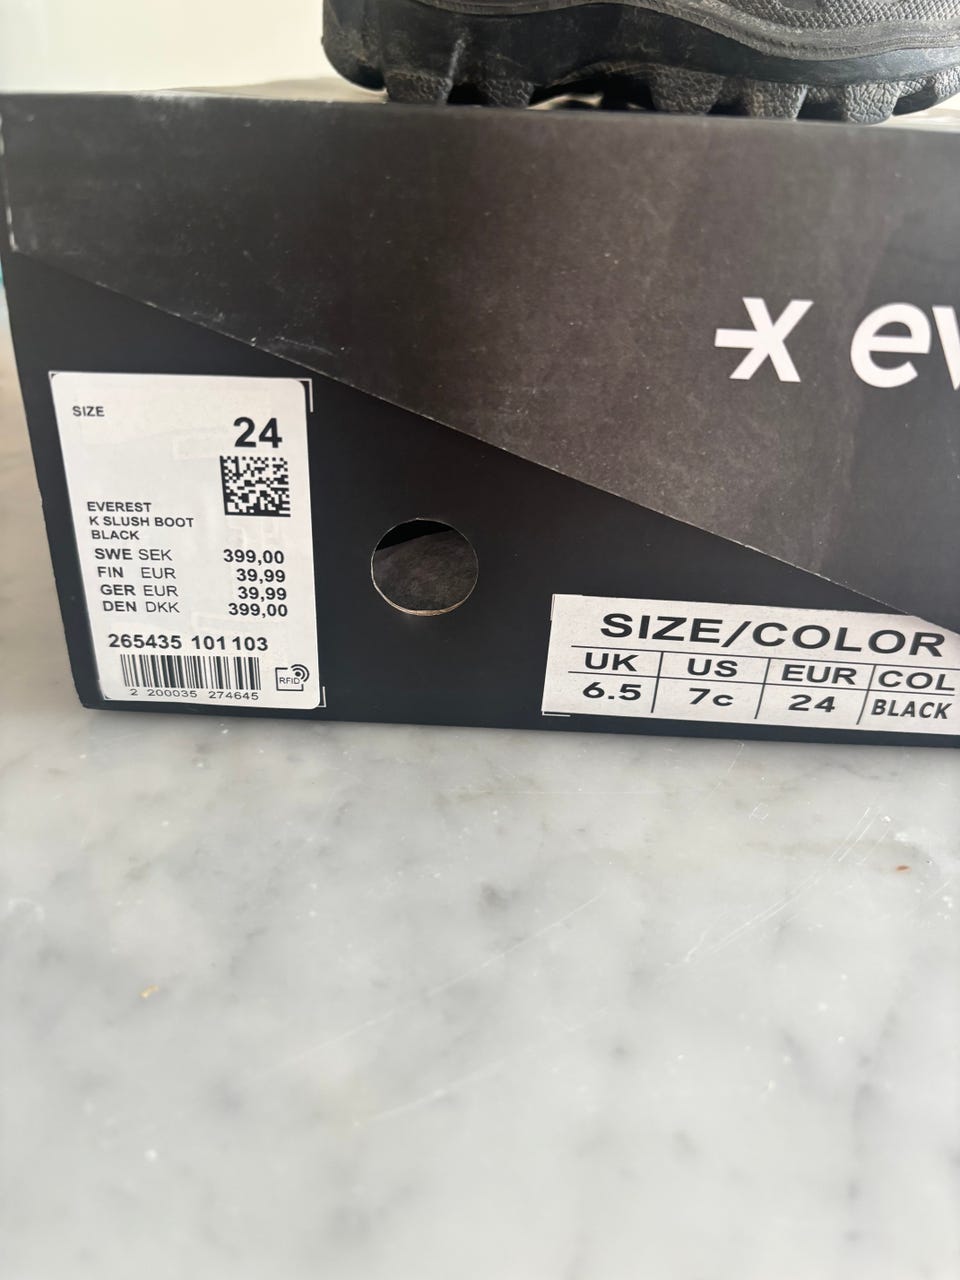 x ev
SIZE
24
EVEREST
K SLUSH BOOT
BLACK
SWE SEK 399,00
FIN EUR 39,99
GER EUR 39,99
DEN DKK 399,00
265435 101 103
2 200035 274645
RFID
SIZE/COLOR
UK US EUR COL
6.5 7c 24 BLACK